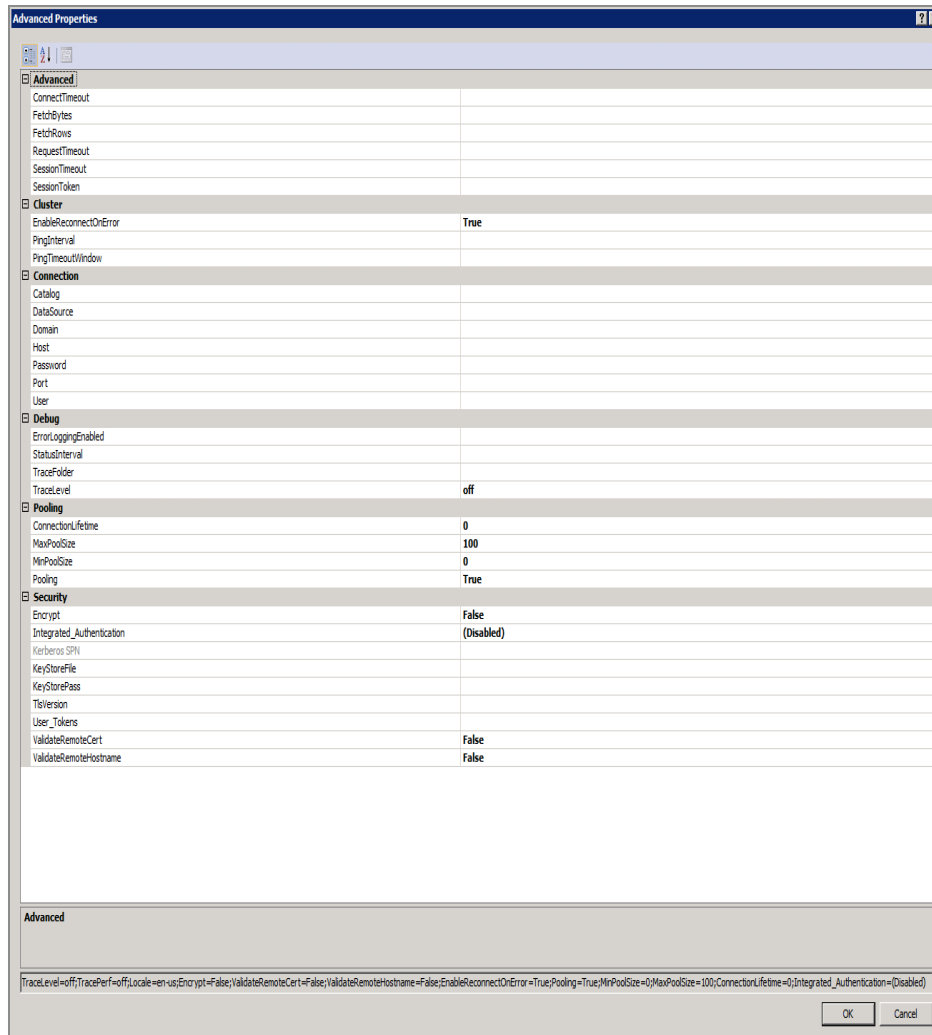 Advanced Properties
?
Advanced
ConnectTimeout
FetchBytes
FetchRows
RequestTimeout
SessionTimeout
SessionToken
Cluster
EnableReconnectOnError True
PingInterval
PingTimeoutWindow
Connection
Catalog
DataSource
Domain
Host
Password
Port
User
Debug
ErrorLoggingEnabled
StatusInterval
TraceFolder
TraceLevel off
Pooling
ConnectionLifetime 0
MaxPoolSize 100
MinPoolSize 0
Pooling True
Security
Encrypt False
Integrated_Authentication (Disabled)
Kerberos SPN
KeyStoreFile
KeyStorePass
TlsVersion
User_Tokens
ValidateRemoteCert False
ValidateRemoteHostname False
Advanced
TraceLevel=off;TracePerf=off;Locale=en-us;Encrypt=False;ValidateRemoteCert=False;ValidateRemoteHostname=False;EnableReconnectOnError=True;Pooling=True;MinPoolSize=0;MaxPoolSize=100;ConnectionLifetime=0;Integrated_Authentication=(Disabled)
OK Cancel